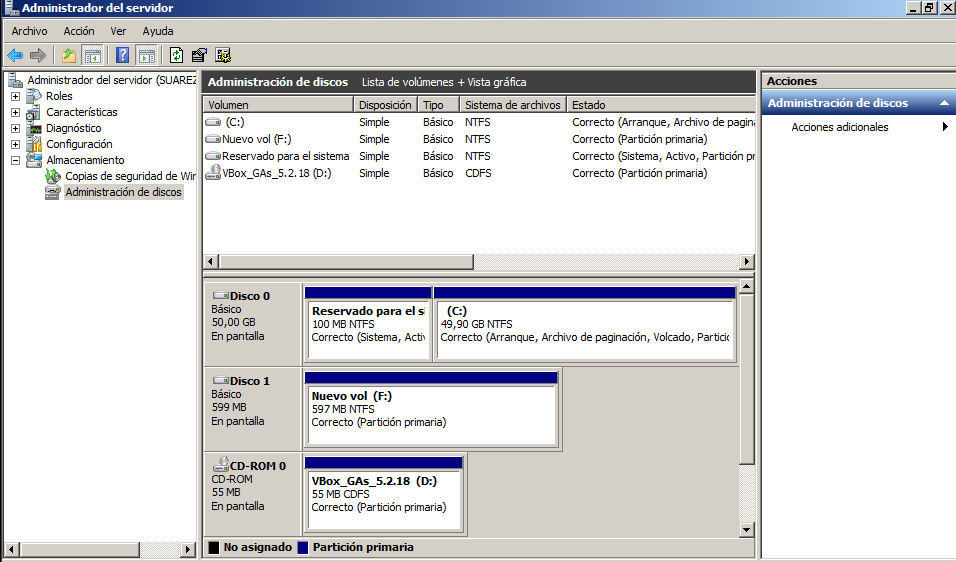 Administrador del servidor
Archivo Acción Ver Ayuda
Administrador del servidor (SUAREZ
Roles
Características
Diagnóstico
Configuración
Almacenamiento
Copias de seguridad de Wir
Administración de discos
Administración de discos Lista de volúmenes + Vista gráfica
Volumen Disposición Tipo Sistema de archivos Estado
(C:) Simple Básico NTFS Correcto (Arranque, Archivo de pagina
Nuevo vol (F:) Simple Básico NTFS Correcto (Partición primaria)
Reservado para el sistema Simple Básico NTFS Correcto (Sistema, Activo, Partición pr
VBox_GAs_5.2.18 (D:) Simple Básico CDFS Correcto (Partición primaria)
Disco 0
Básico
50,00 GB
En pantalla
Reservado para el si
100 MB NTFS
Correcto (Sistema, Activ
(C:)
49,90 GB NTFS
Correcto (Arranque, Archivo de paginación, Volcado, Partic
Disco 1
Básico
599 MB
En pantalla
Nuevo vol (F:)
597 MB NTFS
Correcto (Partición primaria)
CD-ROM 0
CD-ROM
55 MB
En pantalla
VBox_GAs_5.2.18 (D:)
55 MB CDFS
Correcto (Partición primaria)
No asignado Partición primaria
Acciones
Administración de discos
Acciones adicionales